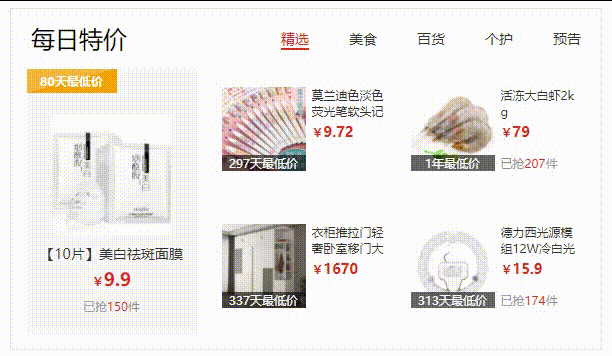 每日特价
精选 美食 百货 个护 预告
80天最低价
烟酰胺
美白
【10片】美白祛斑面膜
¥9.9
已抢150件
297天最低价
莫兰迪色淡色
荧光笔软头记
¥9.72
1年最低价
活冻大白虾2k
g
¥79
已抢207件
337天最低价
衣柜推拉门轻
奢卧室移门大
¥1670
313天最低价
德力西光源模
组12W冷白光
¥15.9
已抢174件